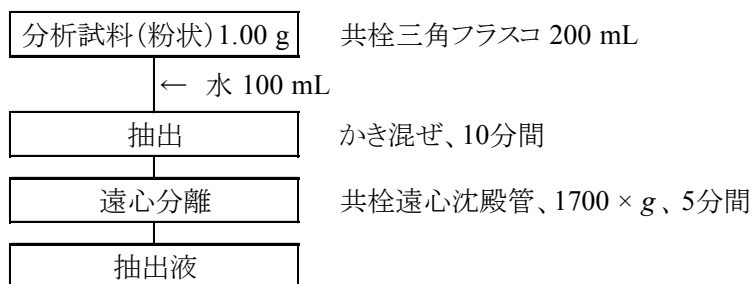 分析試料（粉状）1.00 g 共栓三角フラスコ 200 mL
← 水 100 mL
抽出 かき混ぜ、10分間
遠心分離 共栓遠心沈殿管、1700 × g 、5分間
抽出液